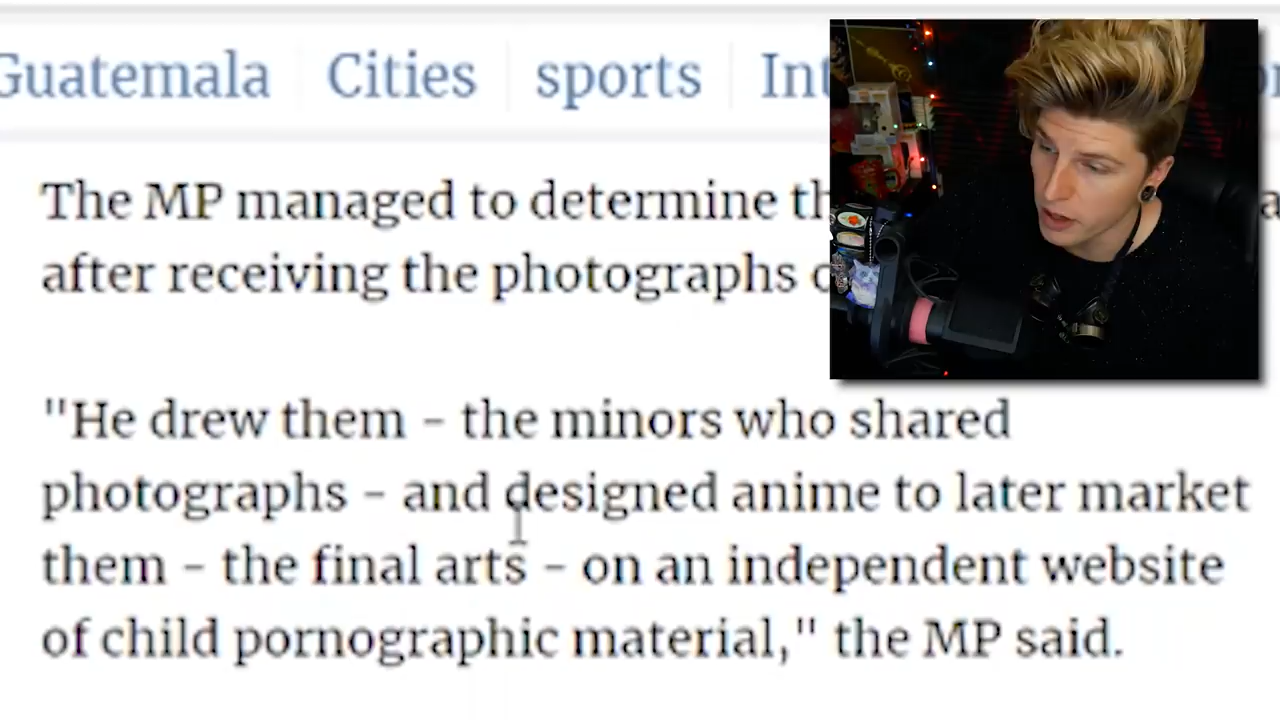 Guatemala Cities sports
The MP managed to determine
after receiving the photographs
"He drew them - the minors who shared
photographs - and designed anime to later market
them - the final arts - on an independent website
of child pornographic material," the MP said.